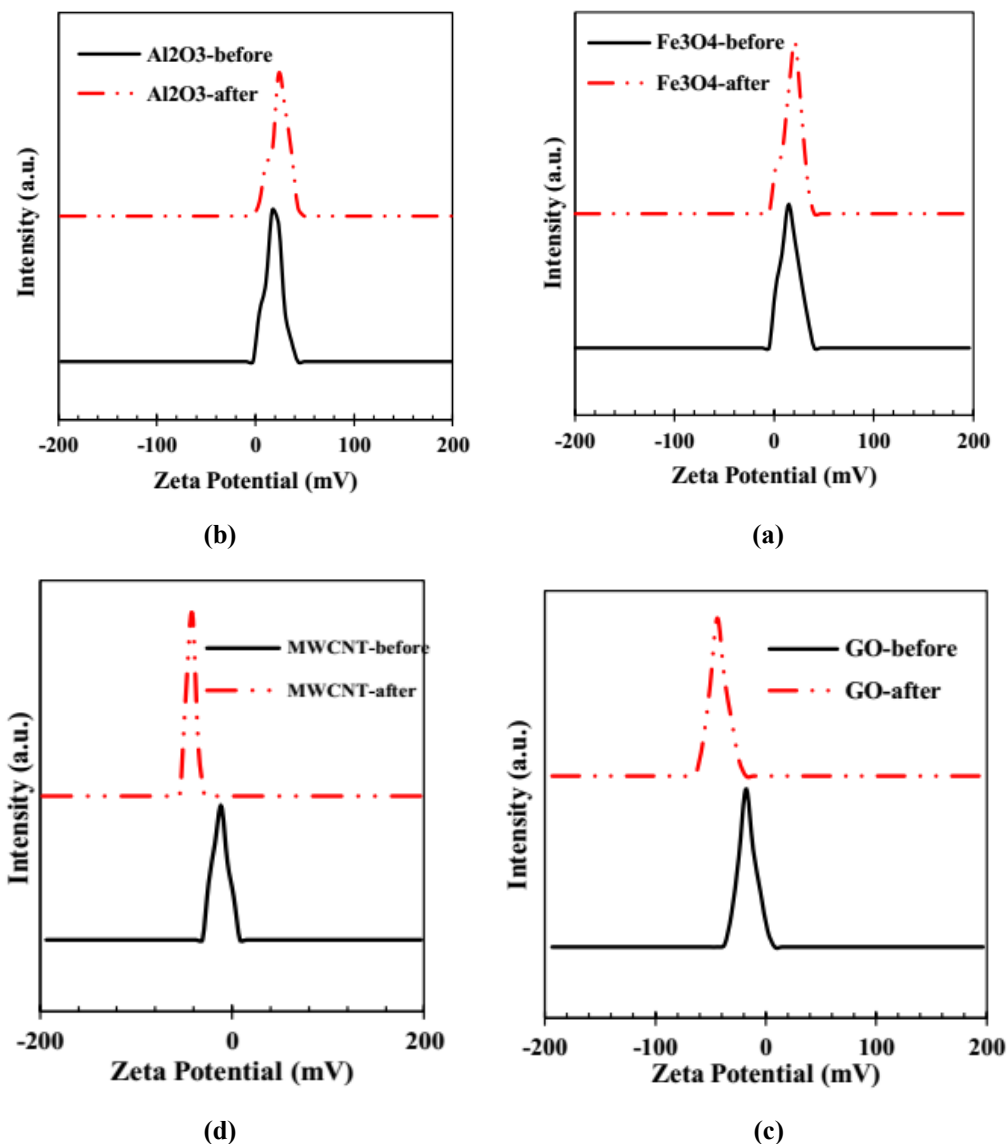 Al2O3-before
Al2O3-after
Intensity (a.u.)
-200 -100 0 100 200
Zeta Potential (mV)
(b)
Fe3O4-before
Fe3O4-after
Intensity (a.u.)
-200 -100 0 100 200
Zeta Potential (mV)
(a)
MWCNT-before
MWCNT-after
Intensity (a.u.)
-200 0 200
Zeta Potential (mV)
(d)
GO-before
GO-after
Intensity (a.u.)
-200 -100 0 100 200
Zeta Potential (mV)
(c)